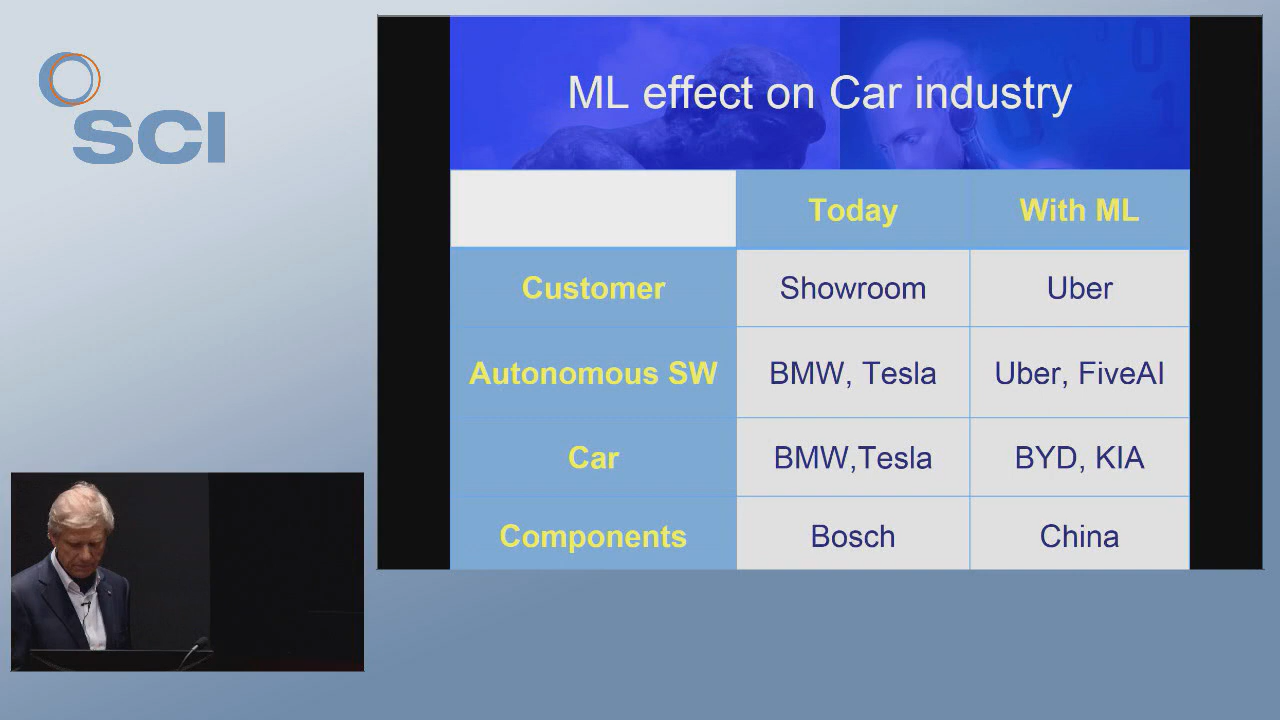 SCI
ML effect on Car industry
Today With ML
Customer Showroom Uber
Autonomous SW BMW, Tesla Uber, FiveAI
Car BMW,Tesla BYD, KIA
Components Bosch China